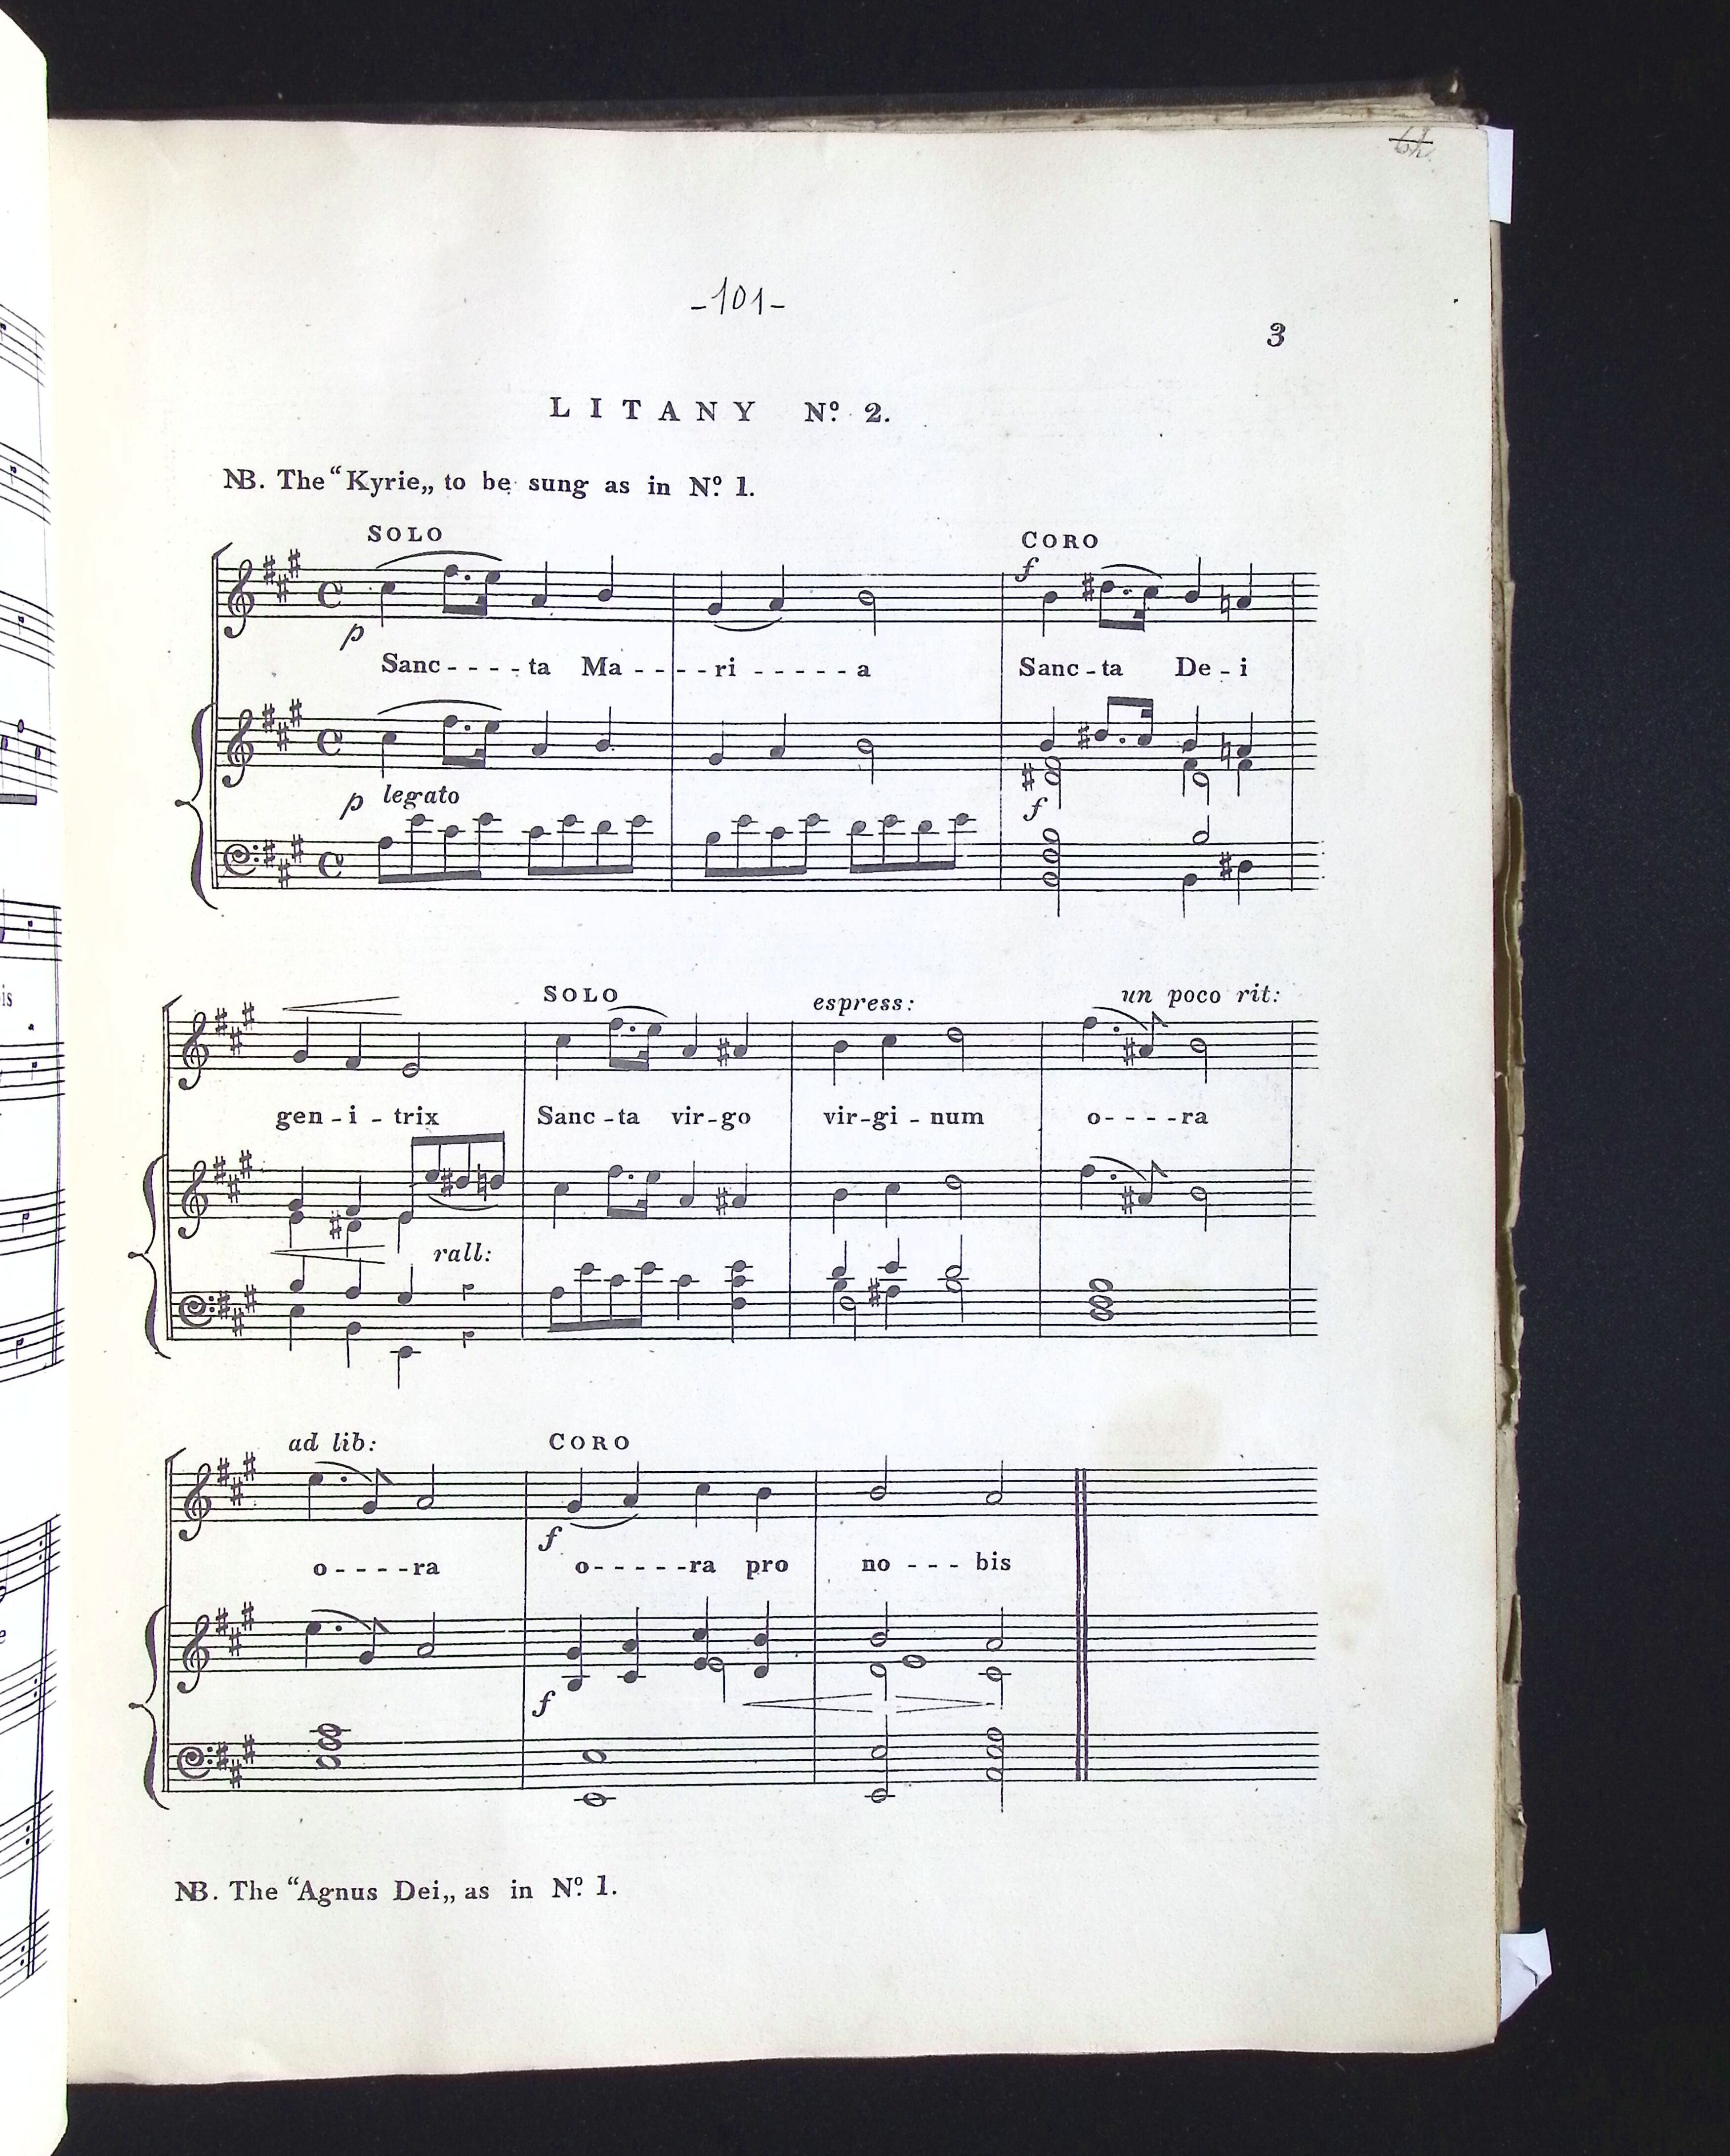 -101-
3
LITANY Nº 2.
NB. The “Kyrie„ to be sung as in Nº 1.
SOLO
CORO
f
p
Sanc - - - - ta Ma - - - - ri - - - - - a Sanc - ta De - i
p legato
f
SOLO
espress:
un poco rit:
gen - i - trix Sanc - ta vir - go vir - gi - num o - - - - ra
rall:
ad lib:
CORO
f
o - - - - ra o - - - - - ra pro no - - - bis
f
NB. The “Agnus Dei„ as in Nº 1.